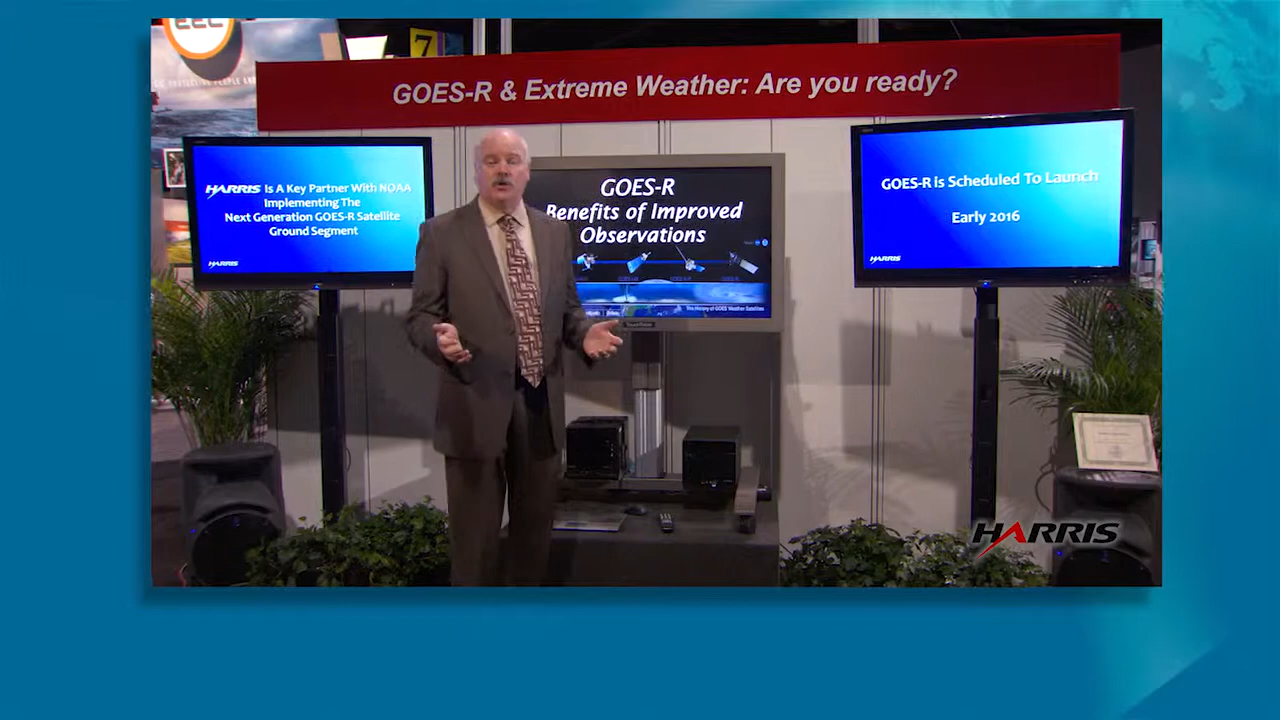 EEC
7
GOES-R & Extreme Weather: Are you ready?
HARRIS Is A Key Partner With NOAA
Implementing The
Next Generation GOES-R Satellite
Ground Segment
HARRIS
GOES-R
Benefits of Improved
Observations
The History of GOES Weather Satellites
GOES-R is Scheduled To Launch
Early 2016
HARRIS
HARRIS